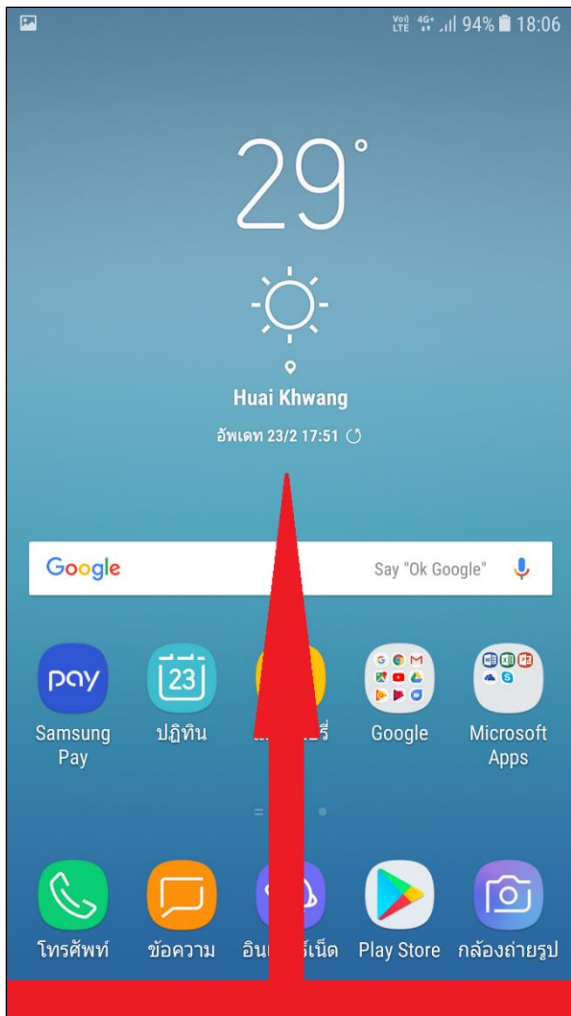 VoLTE 4G+ 94% 18:06
29°
Huai Khwang
อัพเดท 23/2 17:51
Google Say "Ok Google"
pay 23
Samsung Pay ปฏิทิน Google Microsoft Apps
โทรศัพท์ ข้อความ Play Store กล้องถ่ายรูป